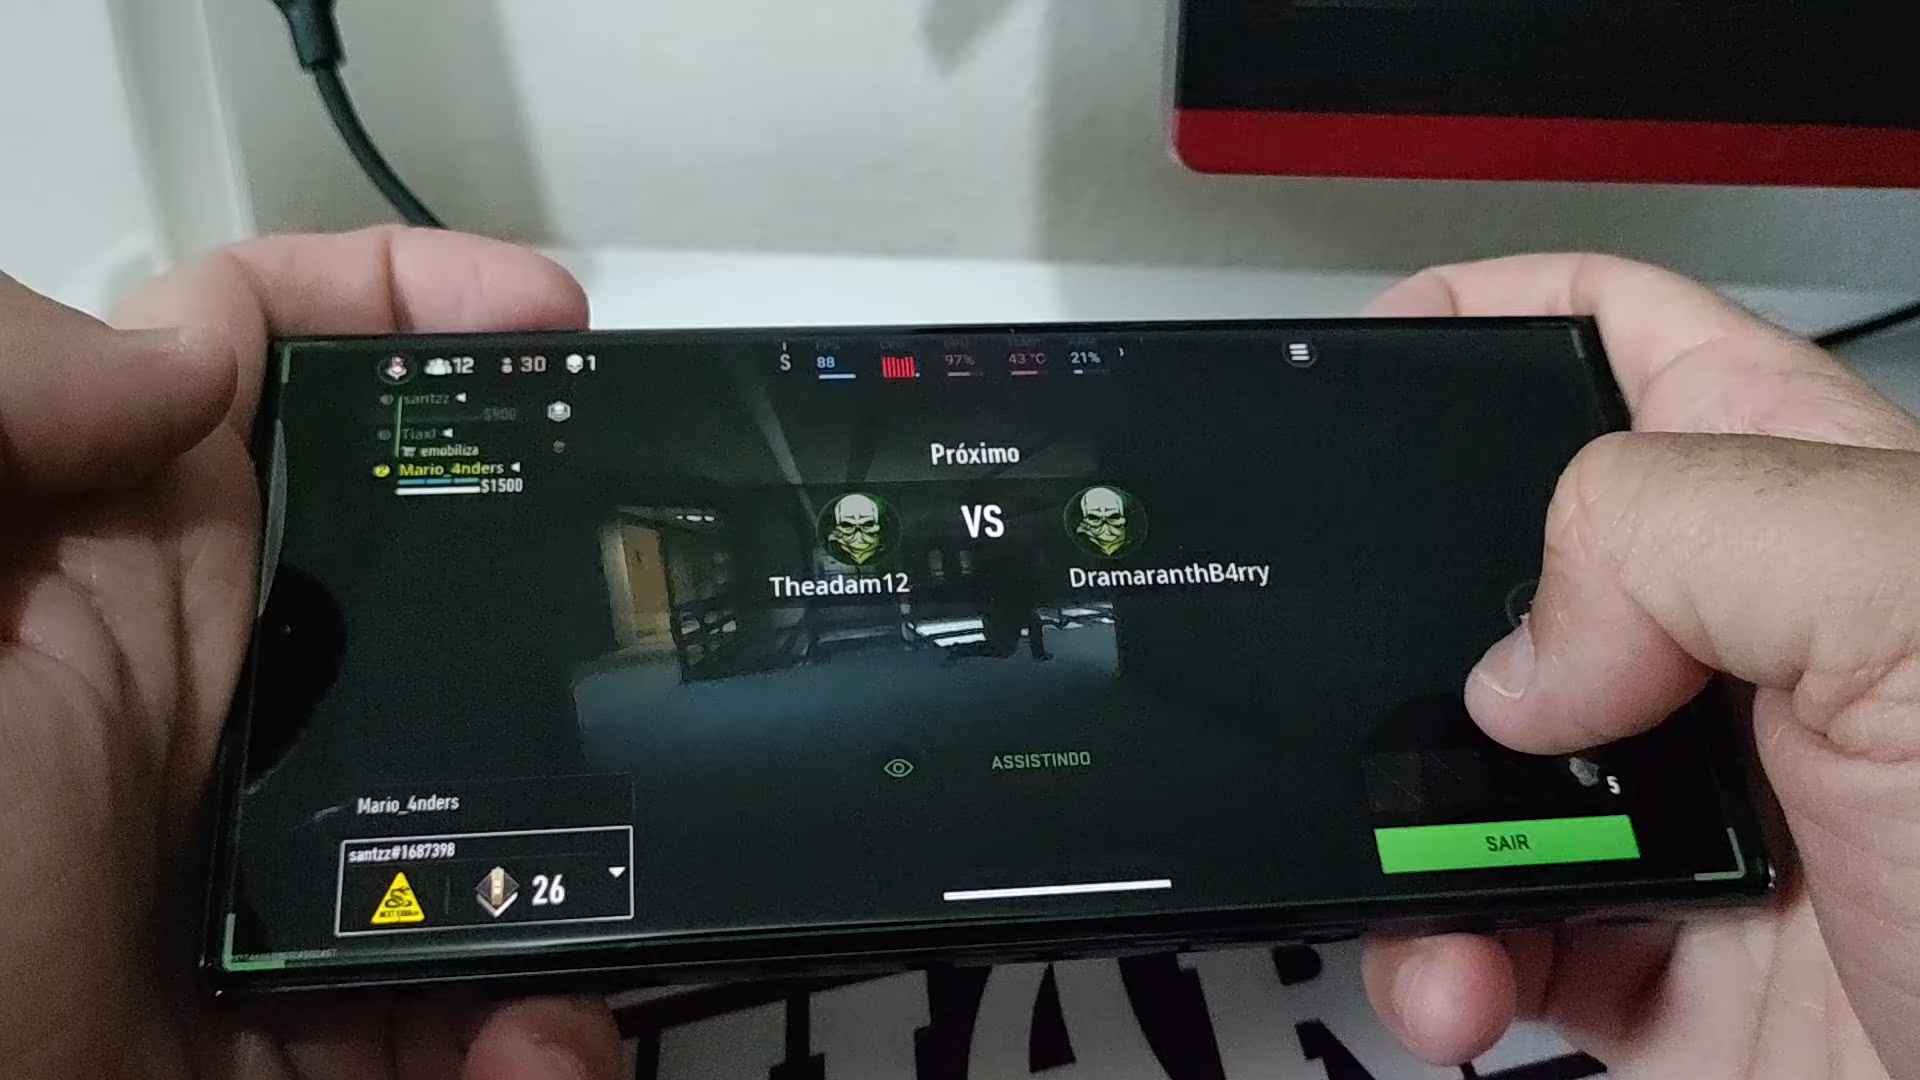 12 30 1
S 88 97% 43 °C 21%
santzz
$900
Tiaxl
emobiliza
Mario_4nders
$1500
Próximo
VS
Theadam12
DramaranthB4rry
ASSISTINDO
Mario_4nders
santzz#1687398
26
5
SAIR